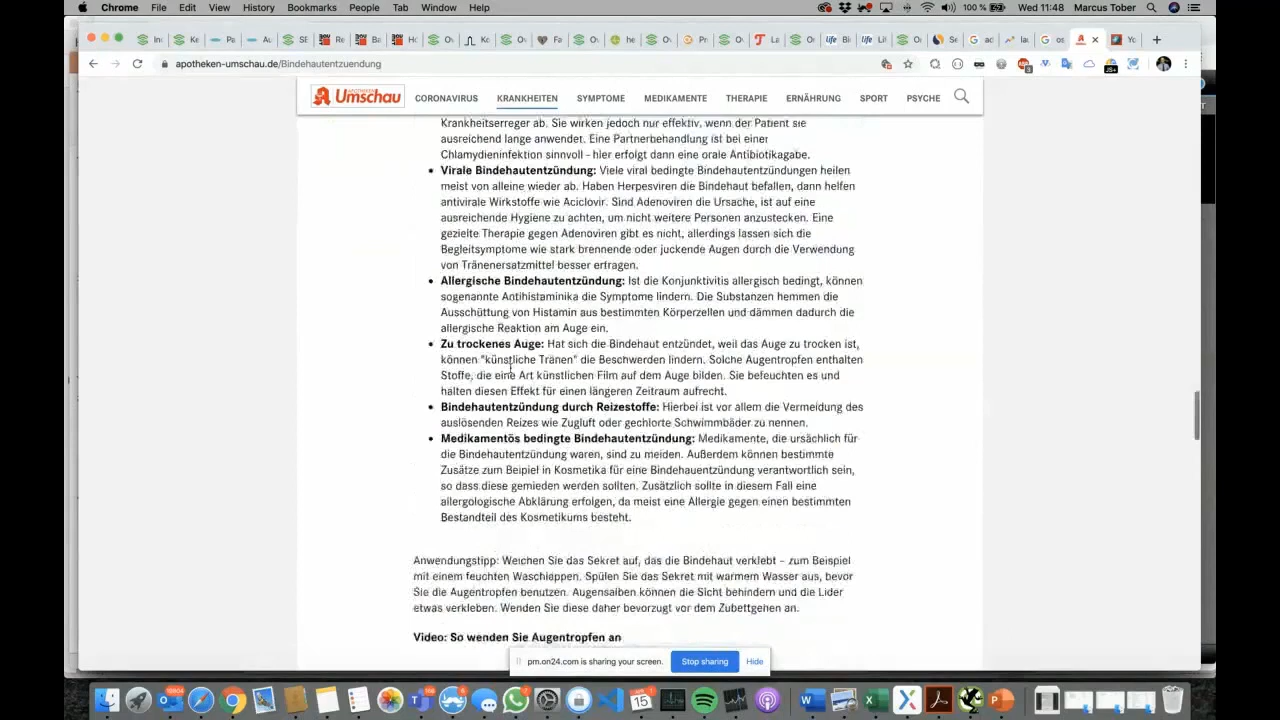 Chrome File Edit View History Bookmarks People Tab Window Help 100 % Wed 11:48 Marcus Tober
apotheken-umschau.de/Bindehautentzuendung
APOTHEKEN
Umschau CORONAVIRUS KRANKHEITEN SYMPTOME MEDIKAMENTE THERAPIE ERNÄHRUNG SPORT PSYCHE
Krankheitserreger ab. Sie wirken jedoch nur effektiv, wenn der Patient sie
ausreichend lange anwendet. Eine Partnerbehandlung ist bei einer
Chlamydieninfektion sinnvoll – hier erfolgt dann eine orale Antibiotikagabe.
• Virale Bindehautentzündung: Viele viral bedingte Bindehautentzündungen heilen
meist von alleine wieder ab. Haben Herpesviren die Bindehaut befallen, dann helfen
antivirale Wirkstoffe wie Aciclovir. Sind Adenoviren die Ursache, ist auf eine
ausreichende Hygiene zu achten, um nicht weitere Personen anzustecken. Eine
gezielte Therapie gegen Adenoviren gibt es nicht, allerdings lassen sich die
Begleitsymptome wie stark brennende oder juckende Augen durch die Verwendung
von Tränenersatzmittel besser ertragen.
• Allergische Bindehautentzündung: Ist die Konjunktivitis allergisch bedingt, können
sogenannte Antihistaminika die Symptome lindern. Die Substanzen hemmen die
Ausschüttung von Histamin aus bestimmten Körperzellen und dämmen dadurch die
allergische Reaktion am Auge ein.
• Zu trockenes Auge: Hat sich die Bindehaut entzündet, weil das Auge zu trocken ist,
können "künstliche Tränen" die Beschwerden lindern. Solche Augentropfen enthalten
Stoffe, die eine Art künstlichen Film auf dem Auge bilden. Sie befeuchten es und
halten diesen Effekt für einen längeren Zeitraum aufrecht.
• Bindehautentzündung durch Reizstoffe: Hierbei ist vor allem die Vermeidung des
auslösenden Reizes wie Zugluft oder gechlorte Schwimmbäder zu nennen.
• Medikamentös bedingte Bindehautentzündung: Medikamente, die ursächlich für
die Bindehautentzündung waren, sind zu meiden. Außerdem können bestimmte
Zusätze zum Beipiel in Kosmetika für eine Bindehauentzündung verantwortlich sein,
so dass diese gemieden werden sollten. Zusätzlich sollte in diesem Fall eine
allergologische Abklärung erfolgen, da meist eine Allergie gegen einen bestimmten
Bestandteil des Kosmetikums besteht.
Anwendungstipp: Weichen Sie das Sekret auf, das die Bindehaut verklebt – zum Beispiel
mit einem feuchten Waschlappen. Spülen Sie das Sekret mit warmem Wasser aus, bevor
Sie die Augentropfen benutzen. Augensalben können die Sicht behindern und die Lider
etwas verkleben. Wenden Sie diese daher bevorzugt vor dem Zubettgehen an.
Video: So wenden Sie Augentropfen an
pm.on24.com is sharing your screen. Stop sharing Hide